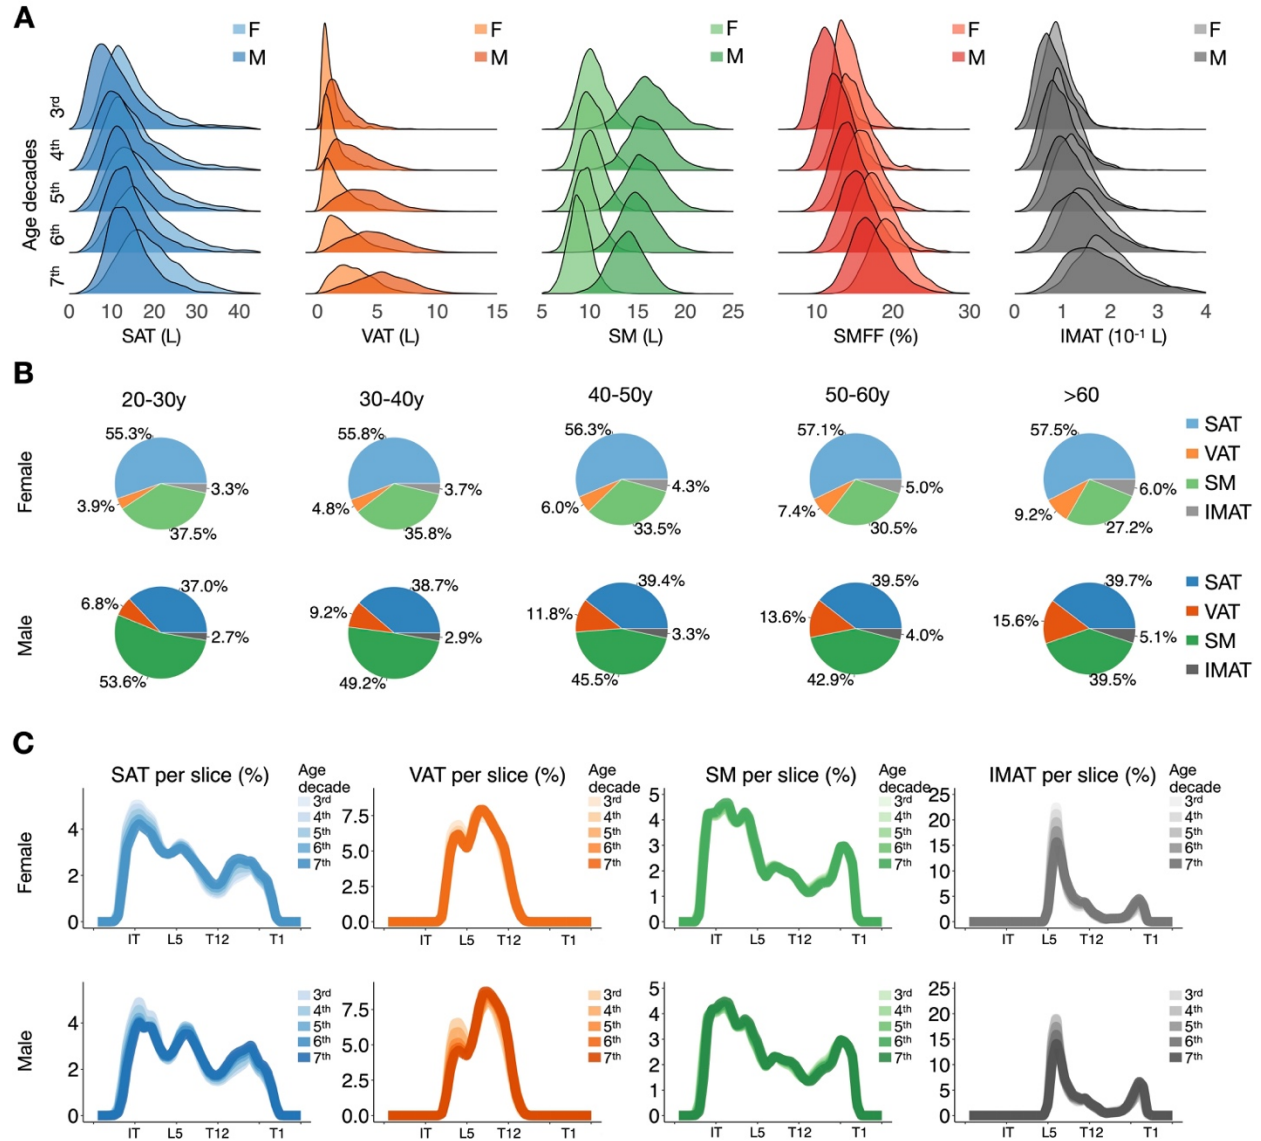 A
F
M
F
M
F
M
F
M
F
M
Age decades
3rd
4th
5th
6th
7th
0 10 20 30 40
0 5 10 15
5 10 15 20 25
10 20 30
0 1 2 3 4
SAT (L)
VAT (L)
SM (L)
SMFF (%)
IMAT (10-1 L)
B
20-30y
30-40y
40-50y
50-60y
>60
Female
55.3%
3.3%
3.9%
37.5%
55.8%
3.7%
4.8%
35.8%
56.3%
4.3%
6.0%
33.5%
57.1%
5.0%
7.4%
30.5%
57.5%
6.0%
9.2%
27.2%
SAT
VAT
SM
IMAT
Male
37.0%
6.8%
2.7%
53.6%
38.7%
9.2%
2.9%
49.2%
39.4%
11.8%
3.3%
45.5%
39.5%
13.6%
4.0%
42.9%
39.7%
15.6%
5.1%
39.5%
SAT
VAT
SM
IMAT
C
Female
SAT per slice (%)
Age
decade
3rd
4th
5th
6th
7th
4
2
0
IT L5 T12 T1
VAT per slice (%)
Age
decade
3rd
4th
5th
6th
7th
7.5
5.0
2.5
0.0
IT L5 T12 T1
SM per slice (%)
Age
decade
3rd
4th
5th
6th
7th
5
4
3
2
1
0
IT L5 T12 T1
IMAT per slice (%)
Age
decade
3rd
4th
5th
6th
7th
25
20
15
10
5
0
IT L5 T12 T1
Male
3rd
4th
5th
6th
7th
4
2
0
IT L5 T12 T1
3rd
4th
5th
6th
7th
7.5
5.0
2.5
0.0
IT L5 T12 T1
3rd
4th
5th
6th
7th
5
4
3
2
1
0
IT L5 T12 T1
3rd
4th
5th
6th
7th
25
20
15
10
5
0
IT L5 T12 T1